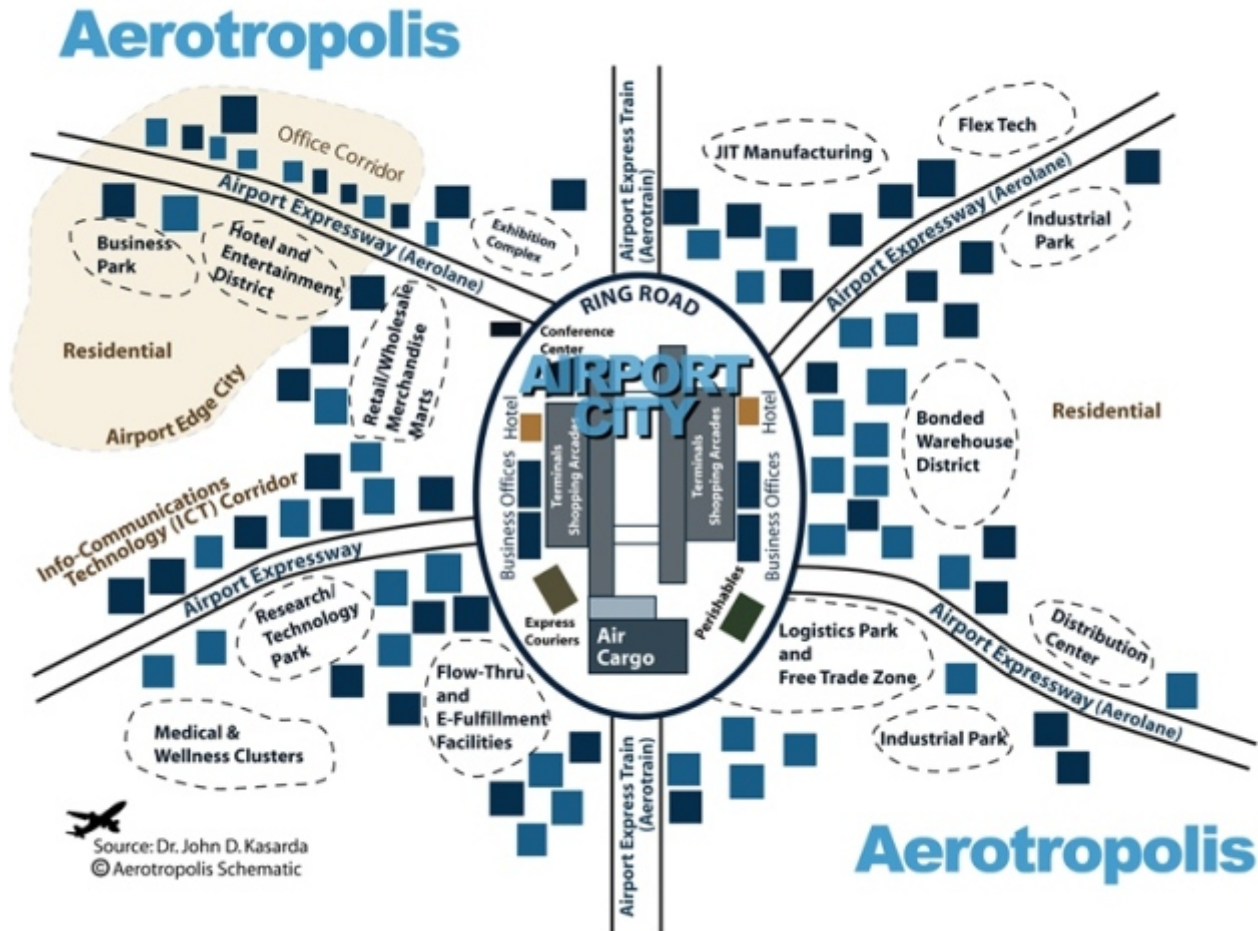 Aerotropolis
Office Corridor
Airport Expressway (Aerolane)
Business
Park
Hotel and
Entertainment
District
Exhibition
Complex
Residential
Airport Edge City
Retail/Wholesale
Merchandise
Marts
Airport Express Train
(Aerotrain)
JIT Manufacturing
Flex Tech
Airport Expressway (Aerolane)
Industrial
Park
RING ROAD
Conference
Center
AIRPORT
CITY
Hotel
Terminals
Shopping Arcades
Terminals
Shopping Arcades
Hotel
Business Offices
Business Offices
Bonded
Warehouse
District
Residential
Info-Communications
Technology (ICT) Corridor
Airport Expressway
Research/
Technology
Park
Express
Couriers
Air
Cargo
Perishables
Logistics Park
and
Free Trade Zone
Airport Expressway (Aerolane)
Distribution
Center
Flow-Thru
and
E-Fulfillment
Facilities
Medical &
Wellness Clusters
Industrial Park
Airport Express Train
(Aerotrain)
Source: Dr. John D. Kasarda
© Aerotropolis Schematic
Aerotropolis